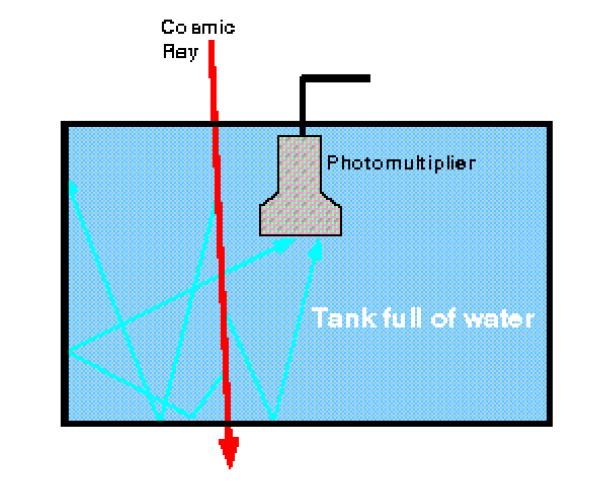 Cosmic
Ray
Photomultiplier
Tank full of water